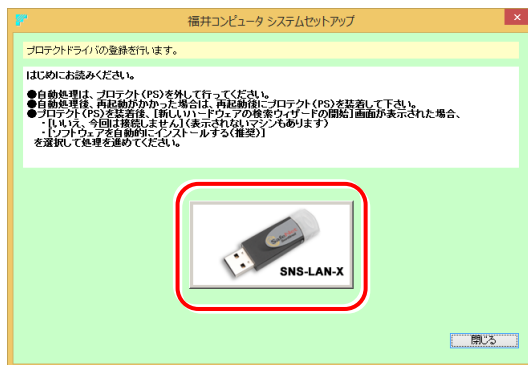 福井コンピュータ システムセットアップ
プロテクトドライバの登録を行います。
はじめにお読みください。
●自動処理は、プロテクト(PS)を外して行ってください。
●自動処理後、再起動がかかった場合は、再起動後にプロテクト(PS)を装着して下さい。
●プロテクト(PS)を装着後、[新しいハードウェアの検索ウィザードの開始]画面が表示された場合、
・[いいえ、今回は接続しません](表示されないマシンもあります)
・[ソフトウェアを自動的にインストールする(推奨)]
を選択して処理を進めてください。
SNS-LAN-X
閉じる